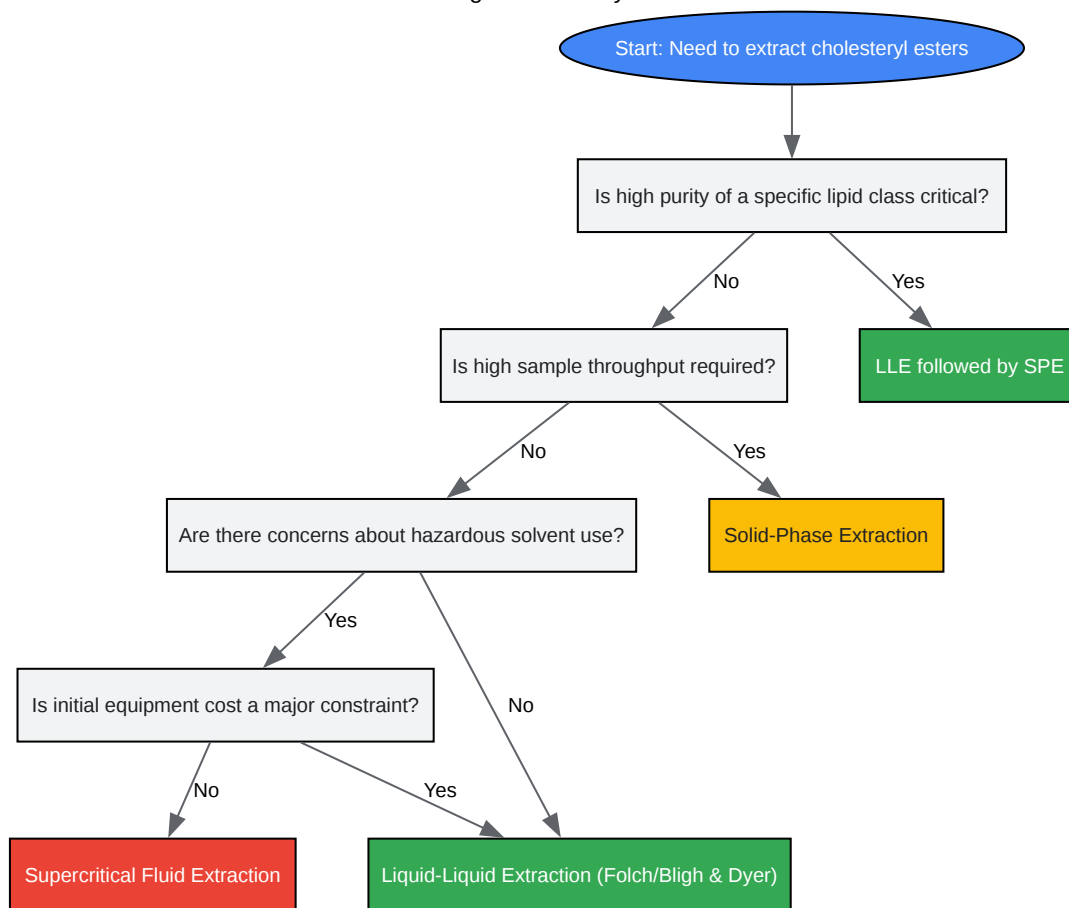 Start: Need to extract cholesteryl esters
Is high purity of a specific lipid class critical?
No
Yes
Is high sample throughput required?
LLE followed by SPE
No
Yes
Are there concerns about hazardous solvent use?
Solid-Phase Extraction
Yes
Is initial equipment cost a major constraint?
No
No
Yes
Supercritical Fluid Extraction
Liquid-Liquid Extraction (Folch/Bligh & Dyer)